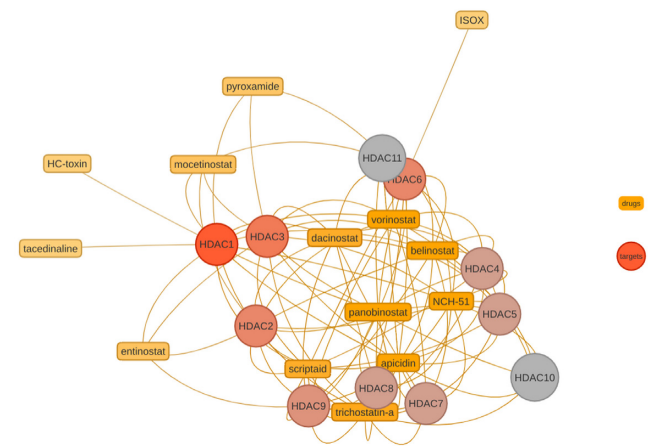 ISOX
pyroxamide
HDAC11
HC-toxin
mocetinostat
HDAC6
drugs
vorinostat
HDAC3
dacinostat
HDAC1
tacedinaline
belinostat
targets
HDAC4
NCH-51
panobinostat
HDAC5
HDAC2
entinostat
apicidin
scriptaid
HDAC10
HDAC8
HDAC7
HDAC9
trichostatin-a